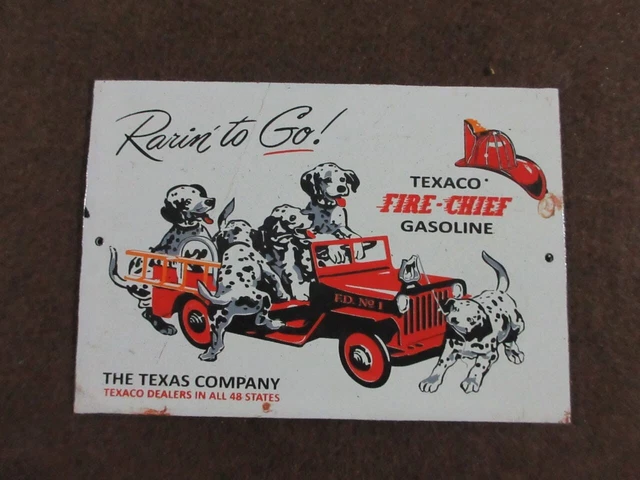 Rarin' to Go!
TEXACO
FIRE-CHIEF
GASOLINE
F.D. No 1
THE TEXAS COMPANY
TEXACO DEALERS IN ALL 48 STATES